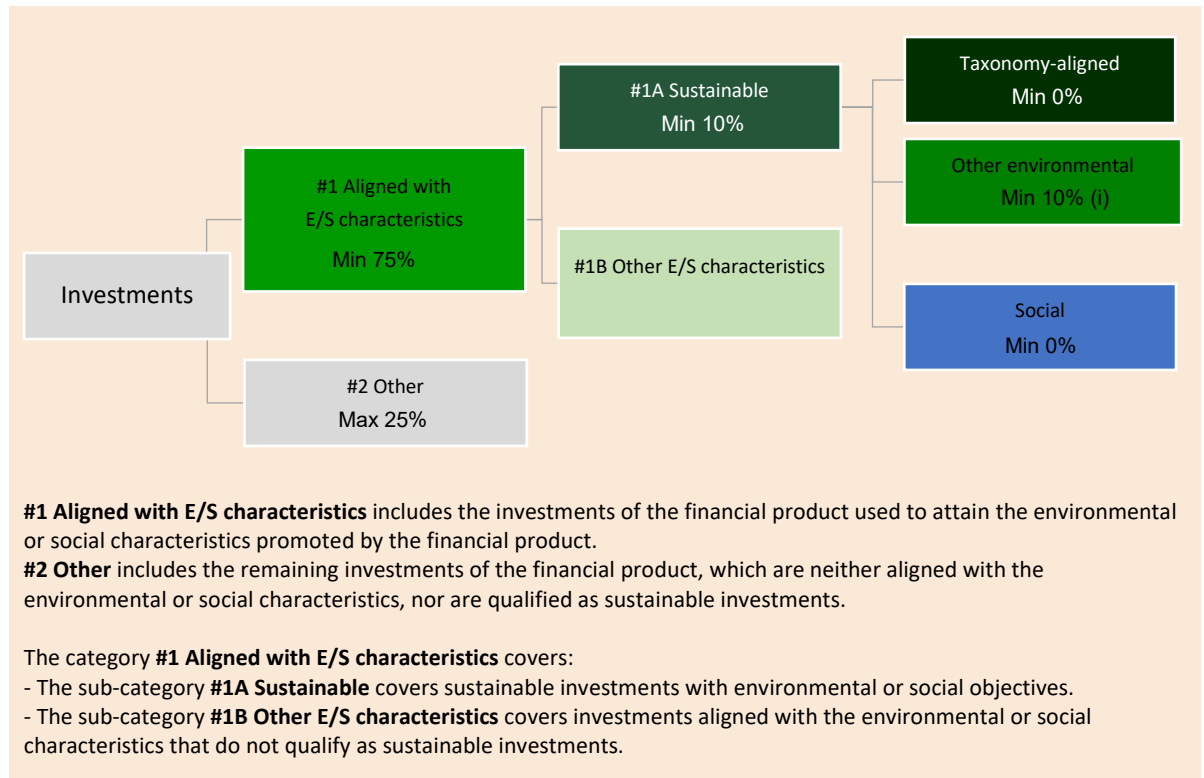 Investments
#1 Aligned with
E/S characteristics
Min 75%
#2 Other
Max 25%
#1A Sustainable
Min 10%
#1B Other E/S characteristics
Taxonomy-aligned
Min 0%
Other environmental
Min 10% (i)
Social
Min 0%
#1 Aligned with E/S characteristics includes the investments of the financial product used to attain the environmental
or social characteristics promoted by the financial product.
#2 Other includes the remaining investments of the financial product, which are neither aligned with the
environmental or social characteristics, nor are qualified as sustainable investments.
The category #1 Aligned with E/S characteristics covers:
- The sub-category #1A Sustainable covers sustainable investments with environmental or social objectives.
- The sub-category #1B Other E/S characteristics covers investments aligned with the environmental or social
characteristics that do not qualify as sustainable investments.